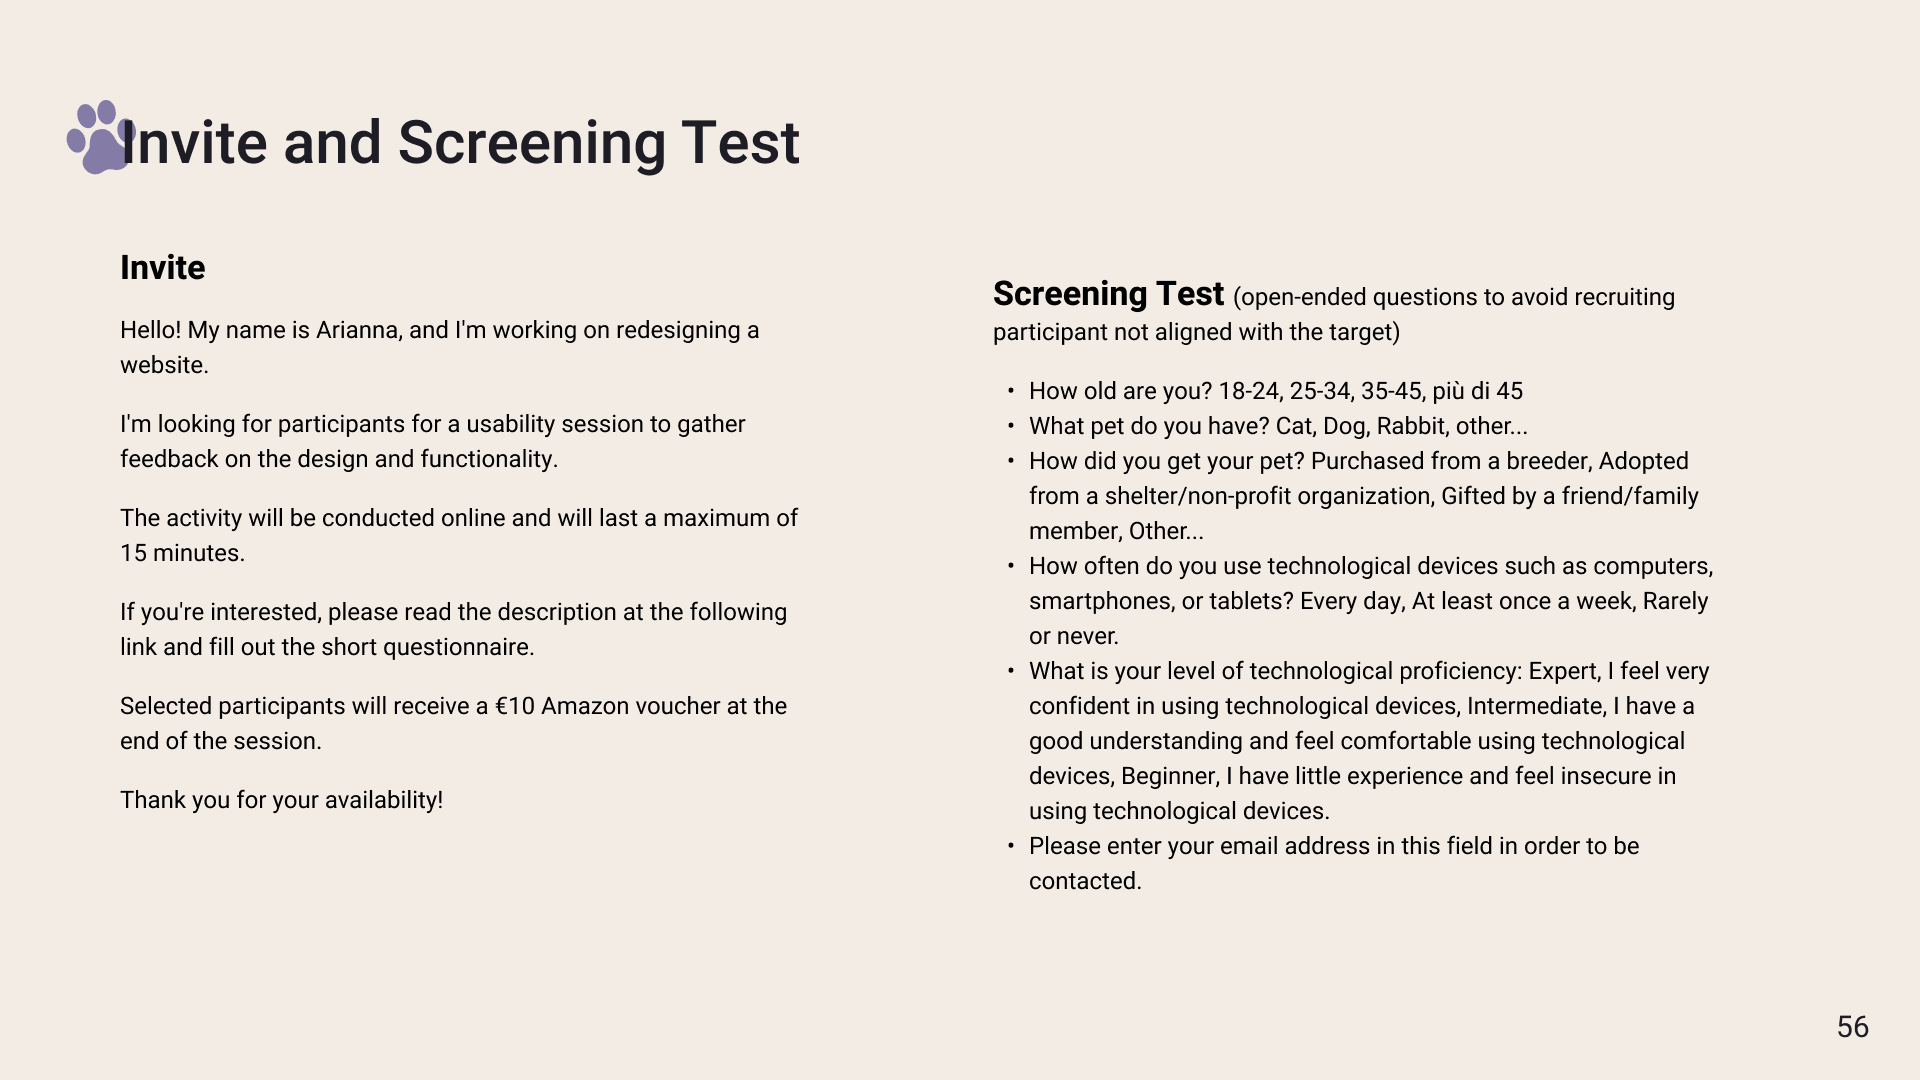 Invite and Screening Test
Invite
Hello! My name is Arianna, and I'm working on redesigning a
website.
I'm looking for participants for a usability session to gather
feedback on the design and functionality.
The activity will be conducted online and will last a maximum of
15 minutes.
If you're interested, please read the description at the following
link and fill out the short questionnaire.
Selected participants will receive a €10 Amazon voucher at the
end of the session.
Thank you for your availability!
Screening Test (open-ended questions to avoid recruiting
participant not aligned with the target)
• How old are you? 18-24, 25-34, 35-45, più di 45
• What pet do you have? Cat, Dog, Rabbit, other...
• How did you get your pet? Purchased from a breeder, Adopted
from a shelter/non-profit organization, Gifted by a friend/family
member, Other...
• How often do you use technological devices such as computers,
smartphones, or tablets? Every day, At least once a week, Rarely
or never.
• What is your level of technological proficiency: Expert, I feel very
confident in using technological devices, Intermediate, I have a
good understanding and feel comfortable using technological
devices, Beginner, I have little experience and feel insecure in
using technological devices.
• Please enter your email address in this field in order to be
contacted.
56